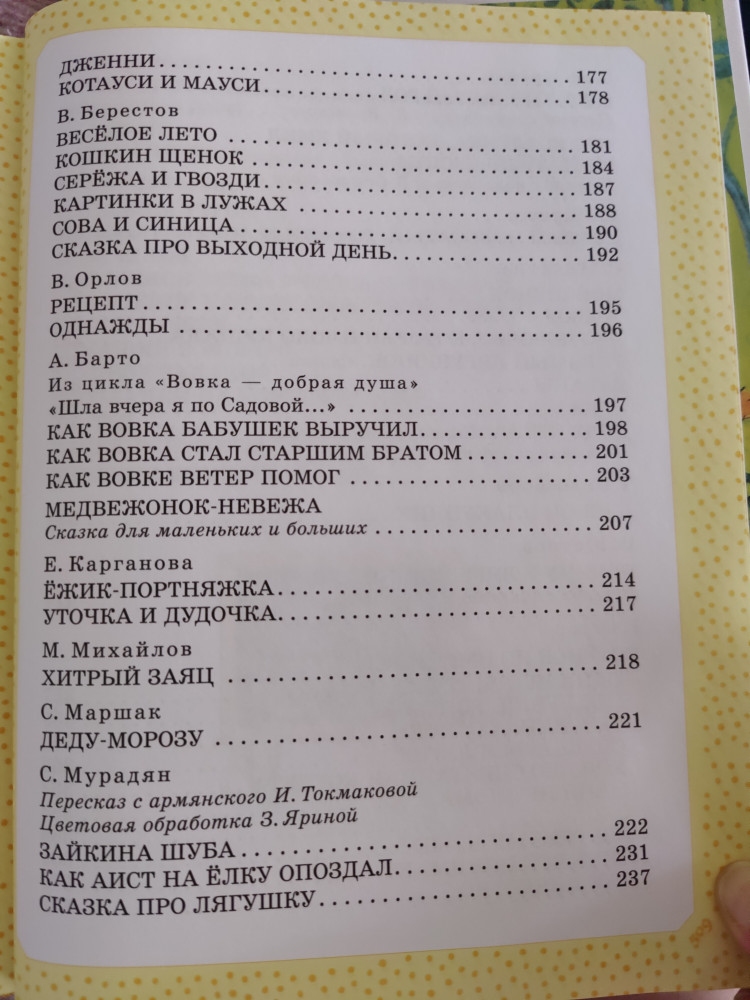 ДЖЕННИ . . . . . . . . . . . . . . . . . . . . . . . . . . . . . . 177
КОТАУСИ И МАУСИ . . . . . . . . . . . . . . . . . . . . . . 178
В. Берестов
ВЕСЁЛОЕ ЛЕТО . . . . . . . . . . . . . . . . . . . . . . . . . 181
КОШКИН ЩЕНОК . . . . . . . . . . . . . . . . . . . . . . . 184
СЕРЁЖА И ГВОЗДИ . . . . . . . . . . . . . . . . . . . . . . 187
КАРТИНКИ В ЛУЖАХ . . . . . . . . . . . . . . . . . . . . 188
СОВА И СИНИЦА . . . . . . . . . . . . . . . . . . . . . . . . 190
СКАЗКА ПРО ВЫХОДНОЙ ДЕНЬ . . . . . . . . . . . . . 192
В. Орлов
РЕЦЕПТ . . . . . . . . . . . . . . . . . . . . . . . . . . . . . . 195
ОДНАЖДЫ . . . . . . . . . . . . . . . . . . . . . . . . . . . . 196
А. Барто
Из цикла «Вовка — добрая душа»
«Шла вчера я по Садовой...» . . . . . . . . . . . . . . . . 197
КАК ВОВКА БАБУШЕК ВЫРУЧИЛ . . . . . . . . . . . . 198
КАК ВОВКА СТАЛ СТАРШИМ БРАТОМ . . . . . . . . . 201
КАК ВОВКЕ ВЕТЕР ПОМОГ . . . . . . . . . . . . . . . . . 203
МЕДВЕЖОНОК-НЕВЕЖА
Сказка для маленьких и больших . . . . . . . . . . . . . . 207
Е. Карганова
ЁЖИК-ПОРТНЯЖКА . . . . . . . . . . . . . . . . . . . . . . 214
УТОЧКА И ДУДОЧКА . . . . . . . . . . . . . . . . . . . . . . 217
М. Михайлов
ХИТРЫЙ ЗАЯЦ . . . . . . . . . . . . . . . . . . . . . . . . . 218
С. Маршак
ДЕДУ-МОРОЗУ . . . . . . . . . . . . . . . . . . . . . . . . . 221
С. Мурадян
Пересказ с армянского И. Токмаковой
Цветовая обработка З. Яриной
ЗАЙКИНА ШУБА . . . . . . . . . . . . . . . . . . . . . . . . 222
КАК АИСТ НА ЁЛКУ ОПОЗДАЛ . . . . . . . . . . . . . . 231
СКАЗКА ПРО ЛЯГУШКУ . . . . . . . . . . . . . . . . . . . 237